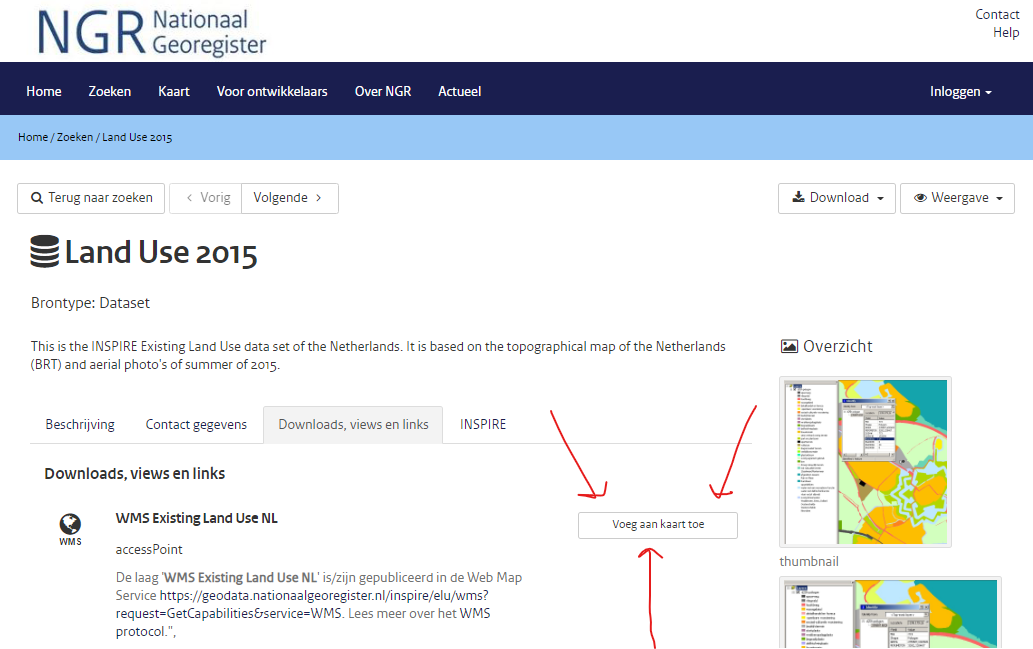 NGR Nationaal Georegister
Contact
Help
Home Zoeken Kaart Voor ontwikkelaars Over NGR Actueel Inloggen
Home / Zoeken / Land Use 2015
Terug naar zoeken Vorig Volgende Download Weergave
Land Use 2015
Brontype: Dataset
This is the INSPIRE Existing Land Use data set of the Netherlands. It is based on the topographical map of the Netherlands
(BRT) and aerial photo's of summer of 2015.
Overzicht
Beschrijving Contact gegevens Downloads, views en links INSPIRE
Downloads, views en links
WMS
WMS Existing Land Use NL
Voeg aan kaart toe
accessPoint
De laag 'WMS Existing Land Use NL' is/zijn gepubliceerd in de Web Map
Service https://geodata.nationaalgeoregister.nl/inspire/elu/wms?
request=GetCapabilities&service=WMS. Lees meer over het WMS
protocol.",
thumbnail